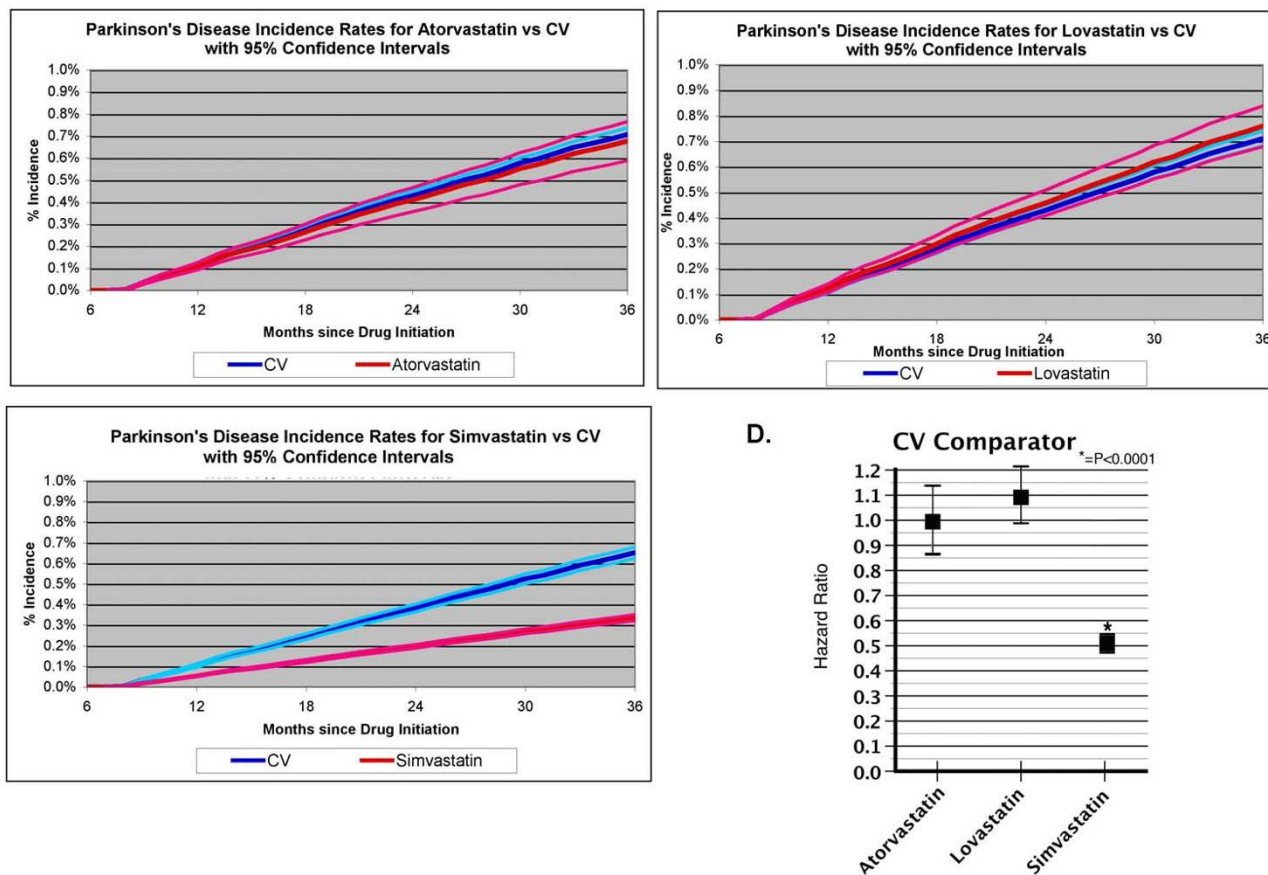 Parkinson's Disease Incidence Rates for Atorvastatin vs CV
with 95% Confidence Intervals
1.0%
0.9%
0.8%
0.7%
0.6%
0.5%
0.4%
0.3%
0.2%
0.1%
0.0%
% Incidence
6 12 18 24 30 36
Months since Drug Initiation
CV Atorvastatin
Parkinson's Disease Incidence Rates for Lovastatin vs CV
with 95% Confidence Intervals
1.0%
0.9%
0.8%
0.7%
0.6%
0.5%
0.4%
0.3%
0.2%
0.1%
0.0%
% Incidence
6 12 18 24 30 36
Months since Drug Initiation
CV Lovastatin
Parkinson's Disease Incidence Rates for Simvastatin vs CV
with 95% Confidence Intervals
1.0%
0.9%
0.8%
0.7%
0.6%
0.5%
0.4%
0.3%
0.2%
0.1%
0.0%
% Incidence
6 12 18 24 30 36
Months since Drug Initiation
CV Simvastatin
D.
CV Comparator
*=P<0.0001
1.2
1.1
1.0
0.9
0.8
0.7
0.6
0.5
0.4
0.3
0.2
0.1
0.0
Hazard Ratio
*
Atorvastatin
Lovastatin
Simvastatin